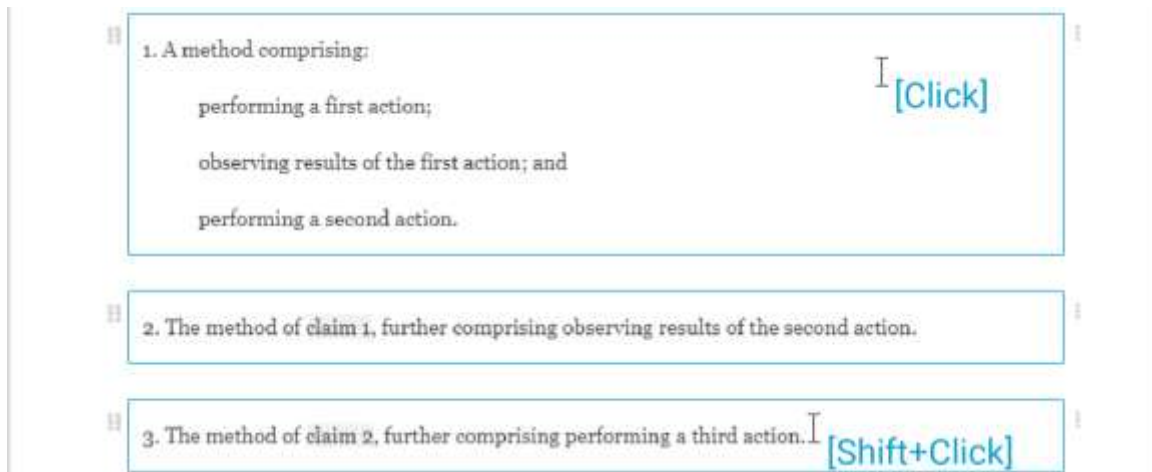 1. A method comprising:
[Click]
performing a first action;
observing results of the first action; and
performing a second action.
2. The method of claim 1, further comprising observing results of the second action.
3. The method of claim 2, further comprising performing a third action.
[Shift+Click]